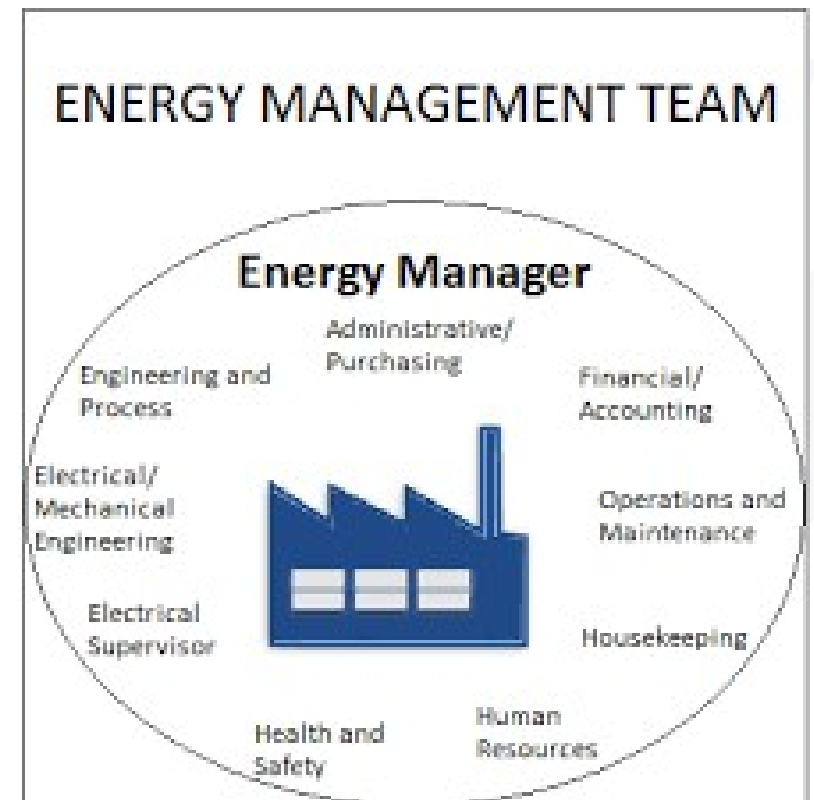 ENERGY MANAGEMENT TEAM
Energy Manager
Administrative/
Purchasing
Engineering and
Process
Financial/
Accounting
Electrical/
Mechanical
Engineering
Operations and
Maintenance
Electrical
Supervisor
Housekeeping
Health and
Safety
Human
Resources